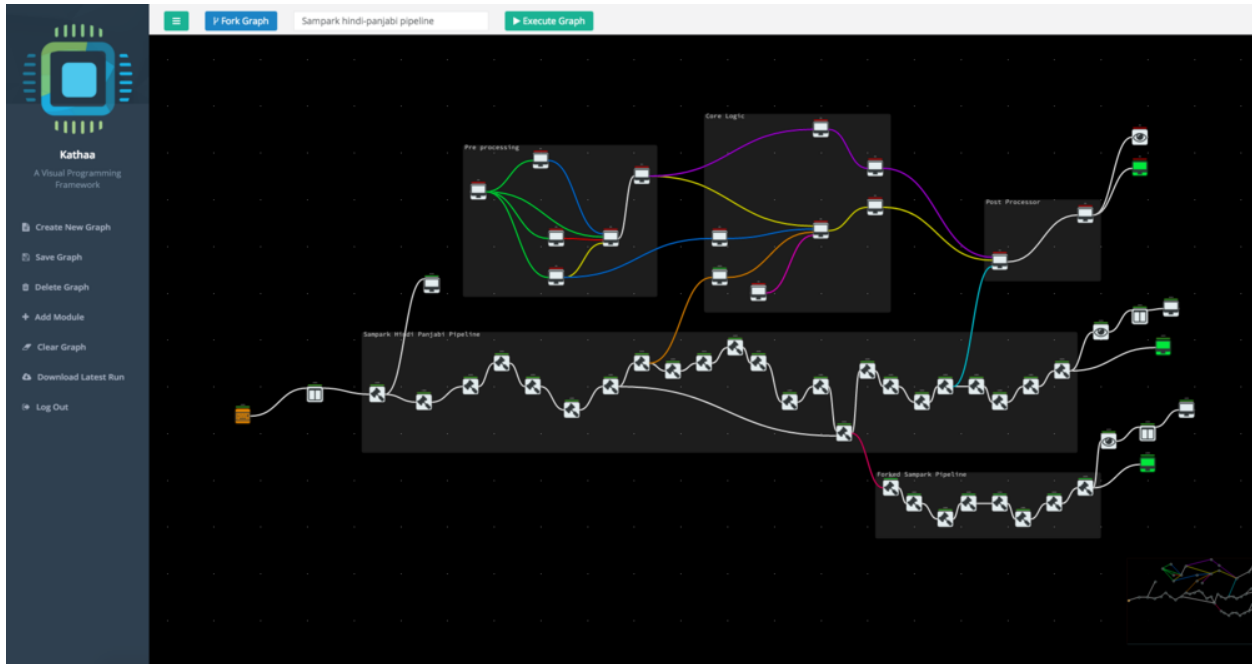 Fork Graph
Sampark hindi-panjabi pipeline
Execute Graph
Kathaa
A Visual Programming
Framework
Create New Graph
Save Graph
Delete Graph
Add Module
Clear Graph
Download Latest Run
Log Out
Pre processing
Core Logic
Post Processor
Sampark Hindi Panjabi Pipeline
Forked Sampark Pipeline